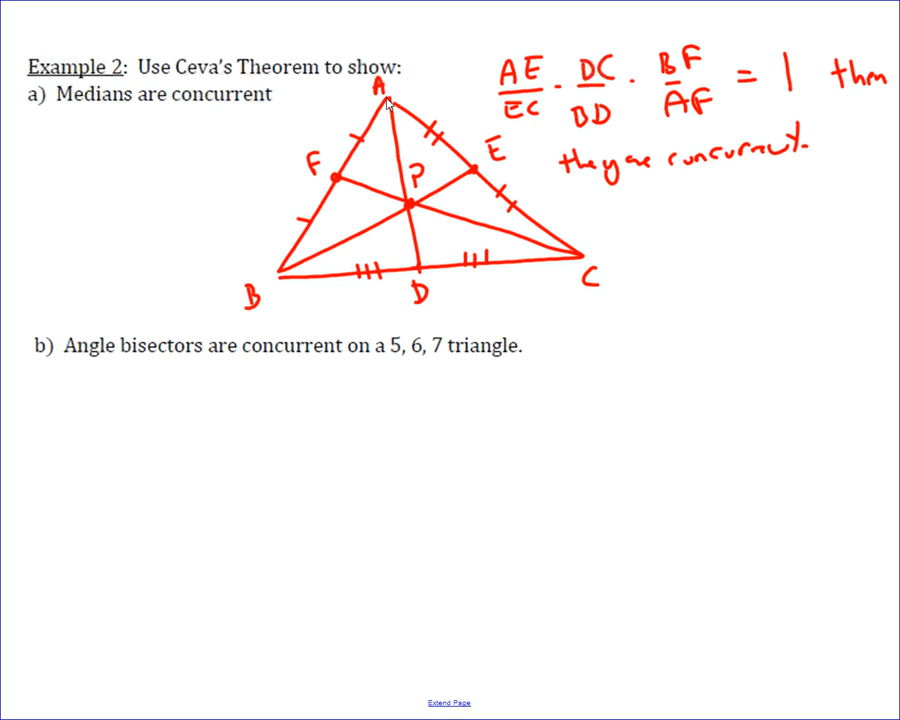 Example 2: Use Ceva's Theorem to show:
a) Medians are concurrent
AE/EC · DC/BD · BF/AF = 1 then
they are concurrent.
A
F
E
P
B
D
C
b) Angle bisectors are concurrent on a 5, 6, 7 triangle.
Extend Page